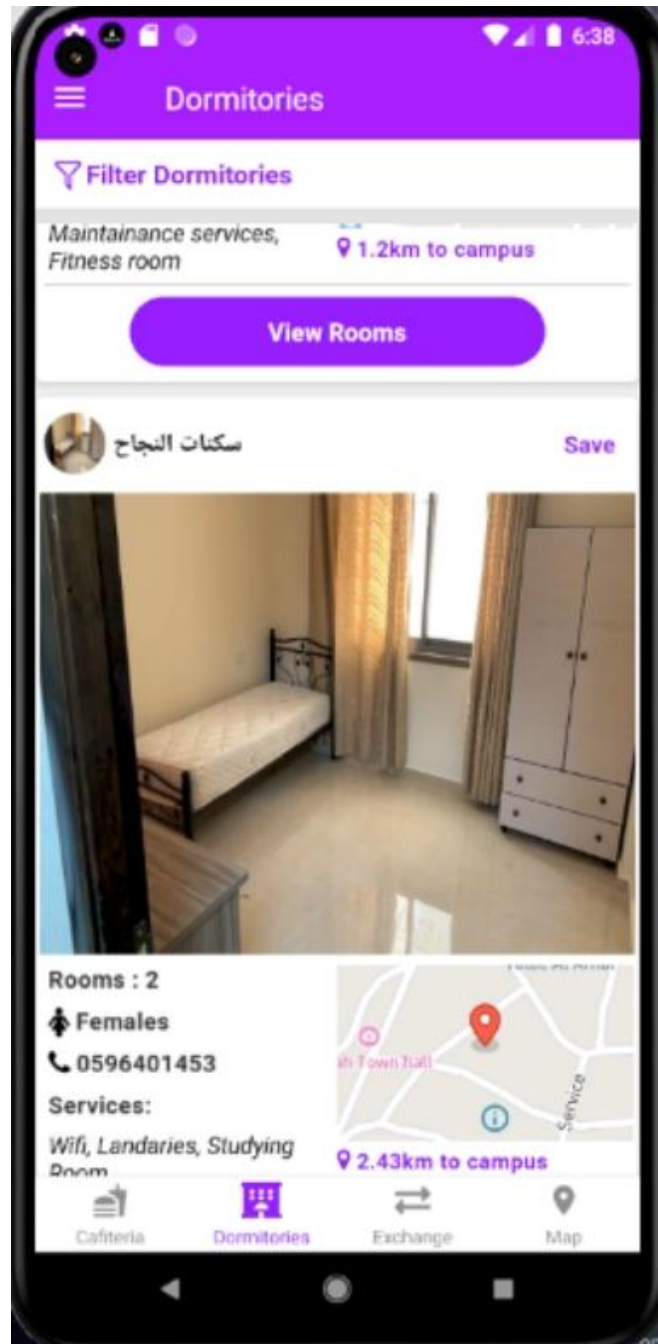 6:38
Dormitories
Filter Dormitories
Maintainance services,
Fitness room
1.2km to campus
View Rooms
سكنات النجاح
Save
Rooms : 2
Females
0596401453
Services:
Wifi, Landaries, Studying
Room
Town hall
Service
2.43km to campus
Cafiteria
Dormitories
Exchange
Map